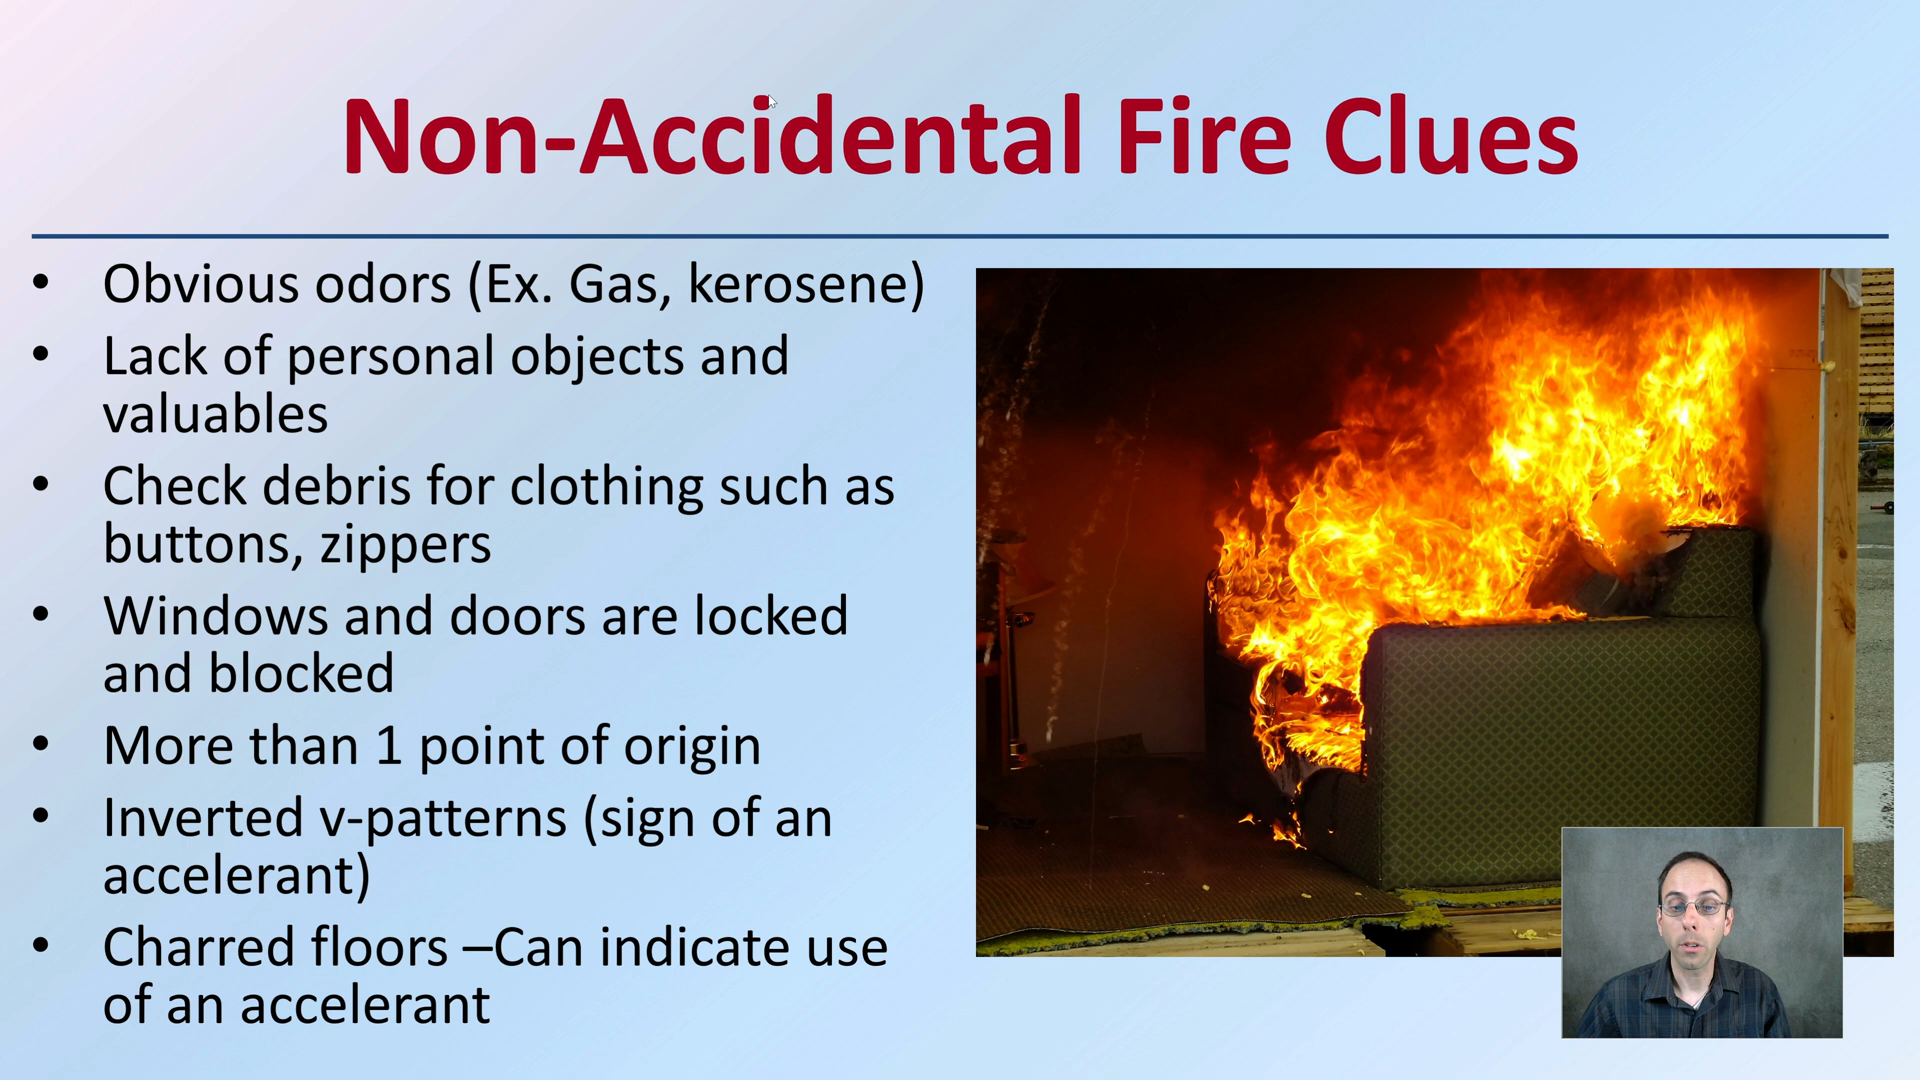 Non-Accidental Fire Clues
• Obvious odors (Ex. Gas, kerosene)
• Lack of personal objects and
valuables
• Check debris for clothing such as
buttons, zippers
• Windows and doors are locked
and blocked
• More than 1 point of origin
• Inverted v-patterns (sign of an
accelerant)
• Charred floors –Can indicate use
of an accelerant